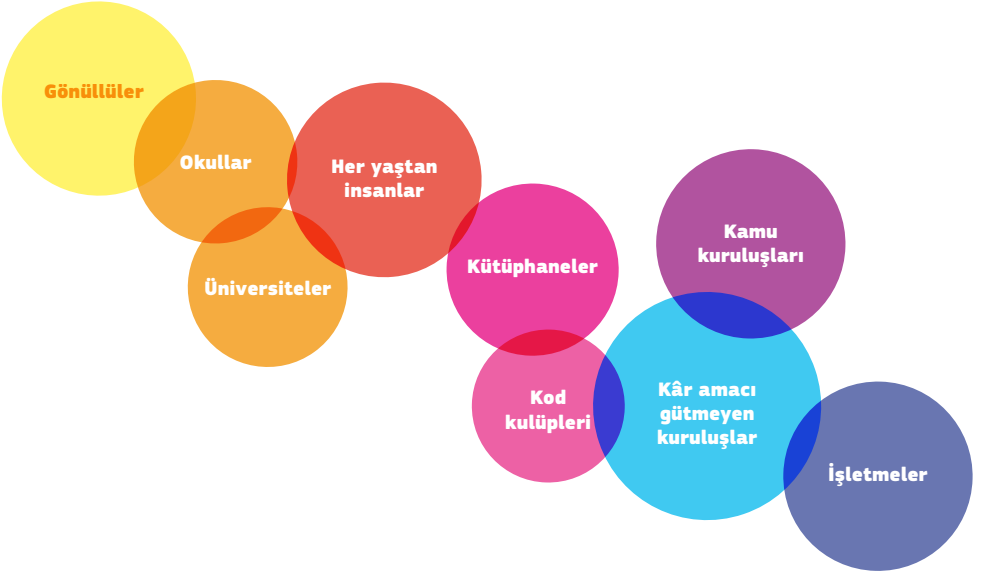 Gönüllüler
Okullar
Üniversiteler
Her yaştan
insanlar
Kütüphaneler
Kod
kulüpleri
Kamu
kuruluşları
Kâr amacı
gütmeyen
kuruluşlar
İşletmeler